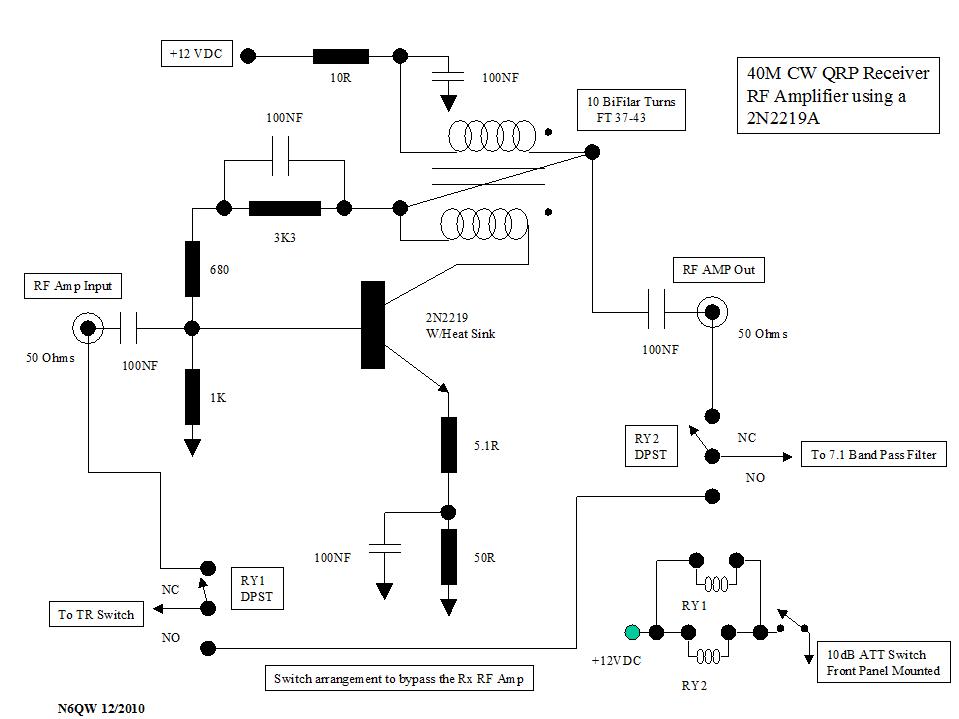 +12 VDC
10R
100NF
10 BiFilar Turns
FT 37-43
40M CW QRP Receiver
RF Amplifier using a
2N2219A
100NF
3K3
680
RF Amp Input
50 Ohms
100NF
2N2219
W/Heat Sink
RF AMP Out
50 Ohms
100NF
1K
5.1R
RY2
DPST
NC
To 7.1 Band Pass Filter
NO
100NF
50R
NC
RY1
DPST
To TR Switch
NO
RY1
+12VDC
RY2
10dB ATT Switch
Front Panel Mounted
Switch arrangement to bypass the Rx RF Amp
N6QW 12/2010